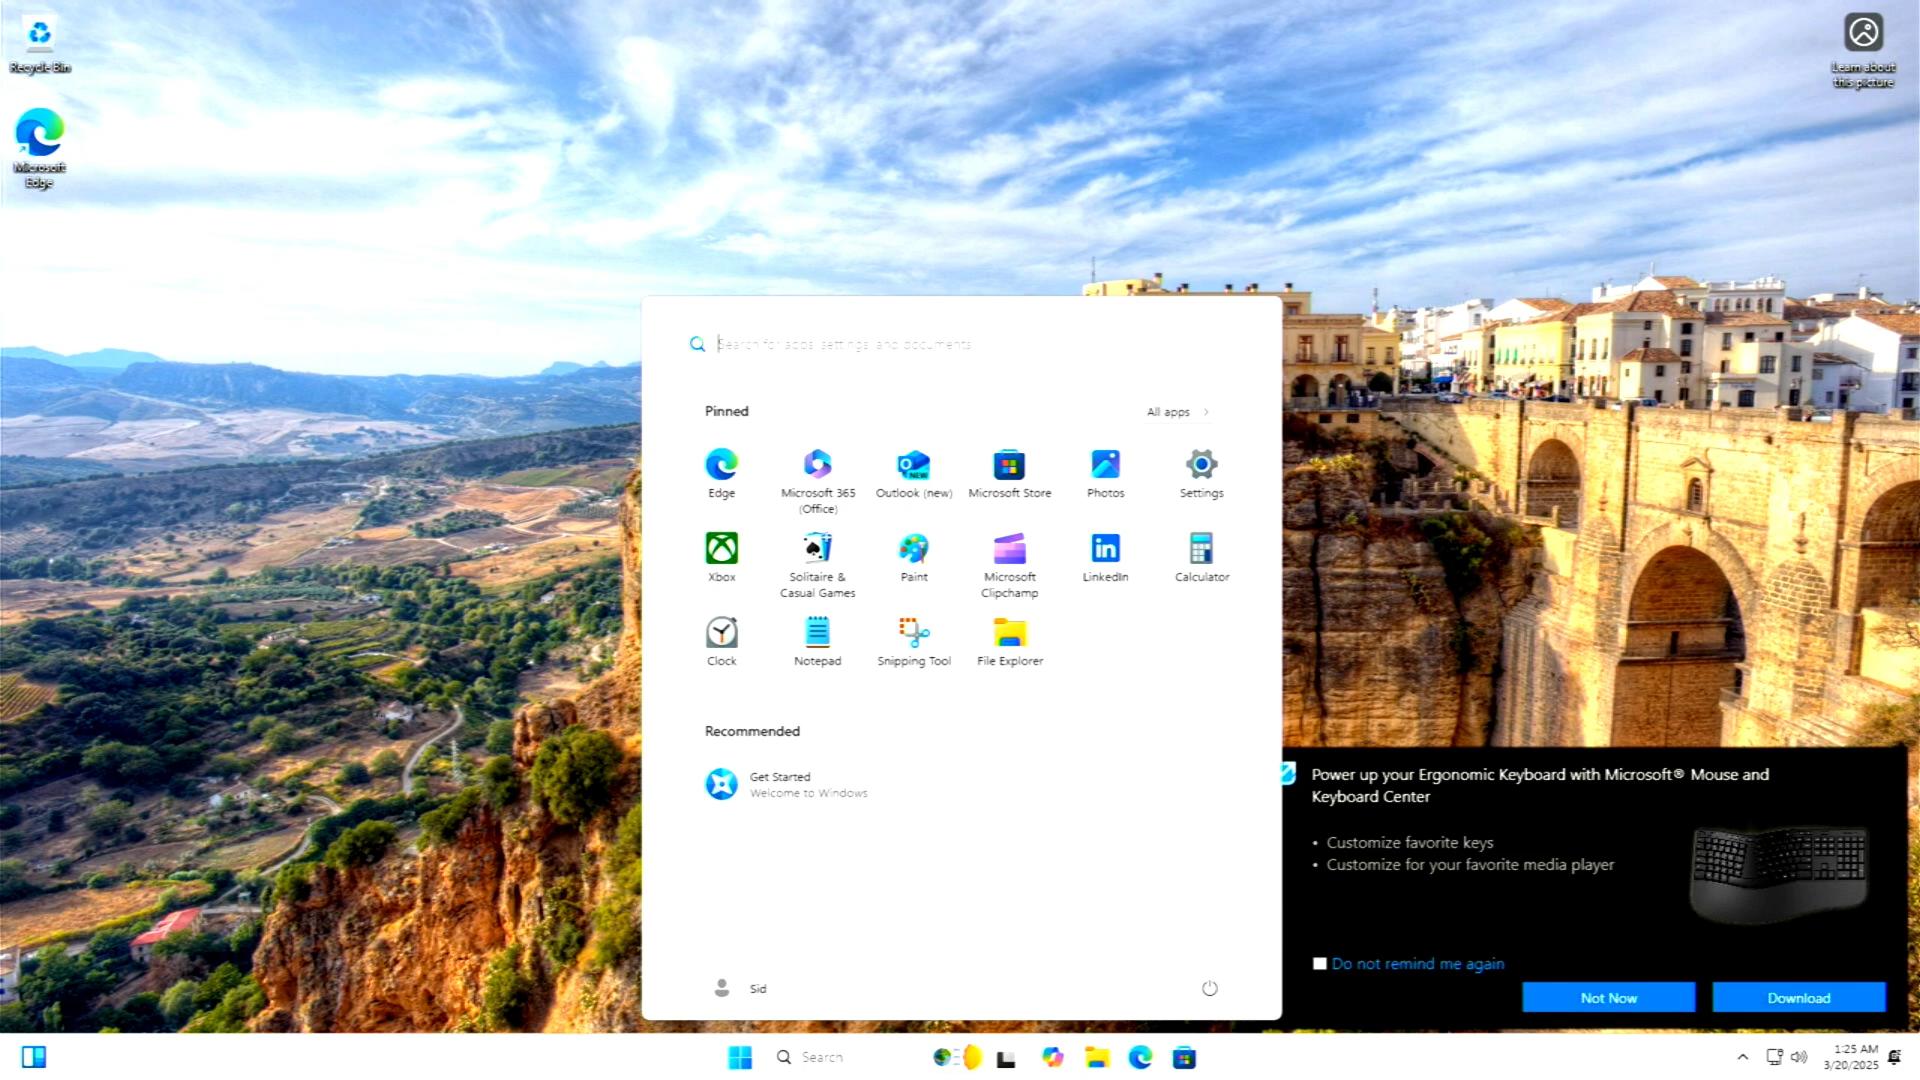 Recycle Bin
Microsoft
Edge
Learn about
this picture
Search for apps, settings, and documents
Pinned
All apps
Edge
Microsoft 365
(Office)
Outlook (new)
NEW
Microsoft Store
Photos
Settings
Xbox
Solitaire &
Casual Games
Paint
Microsoft
Clipchamp
in
LinkedIn
Calculator
Clock
Notepad
Snipping Tool
File Explorer
Recommended
Get Started
Welcome to Windows
Sid
Power up your Ergonomic Keyboard with Microsoft® Mouse and
Keyboard Center
• Customize favorite keys
• Customize for your favorite media player
Do not remind me again
Not Now
Download
Search
1:25 AM
3/20/2025